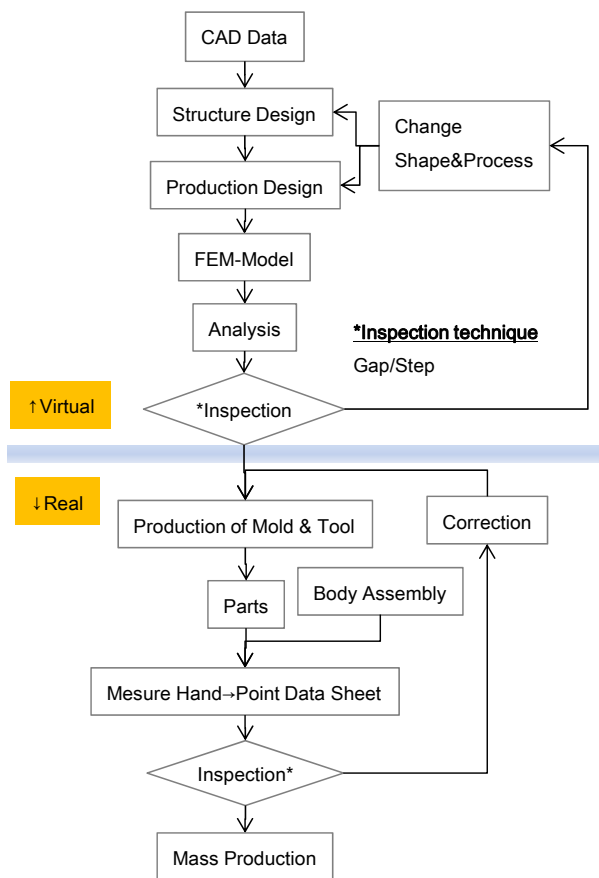 CAD Data
Structure Design
Change
Shape&Process
Production Design
FEM-Model
Analysis
*Inspection technique
Gap/Step
↑Virtual
*Inspection
↓Real
Production of Mold & Tool
Correction
Parts
Body Assembly
Mesure Hand→Point Data Sheet
Inspection*
Mass Production